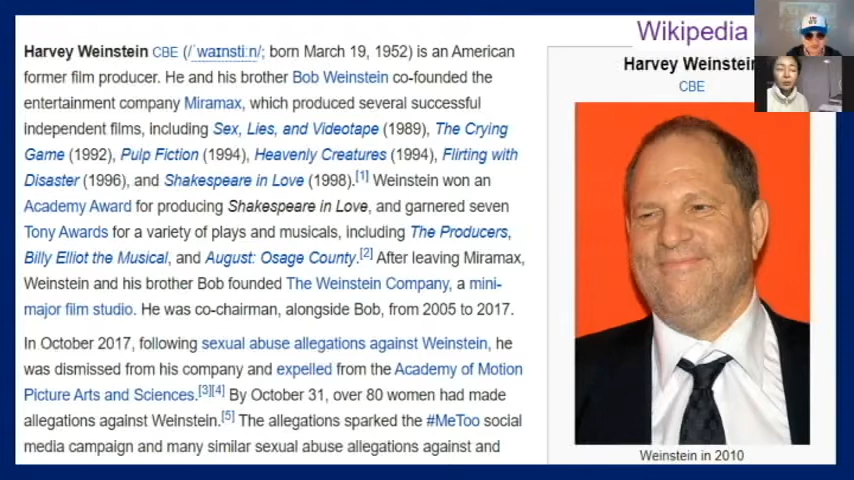 Wikipedia
Harvey Weinstein CBE (/ˈwaɪnstiːn/; born March 19, 1952) is an American
former film producer. He and his brother Bob Weinstein co-founded the
entertainment company Miramax, which produced several successful
independent films, including Sex, Lies, and Videotape (1989), The Crying
Game (1992), Pulp Fiction (1994), Heavenly Creatures (1994), Flirting with
Disaster (1996), and Shakespeare in Love (1998).[1] Weinstein won an
Academy Award for producing Shakespeare in Love, and garnered seven
Tony Awards for a variety of plays and musicals, including The Producers,
Billy Elliot the Musical, and August: Osage County.[2] After leaving Miramax,
Weinstein and his brother Bob founded The Weinstein Company, a mini-
major film studio. He was co-chairman, alongside Bob, from 2005 to 2017.
In October 2017, following sexual abuse allegations against Weinstein, he
was dismissed from his company and expelled from the Academy of Motion
Picture Arts and Sciences.[3][4] By October 31, over 80 women had made
allegations against Weinstein.[5] The allegations sparked the #MeToo social
media campaign and many similar sexual abuse allegations against and
Harvey Weinstein
CBE
Weinstein in 2010